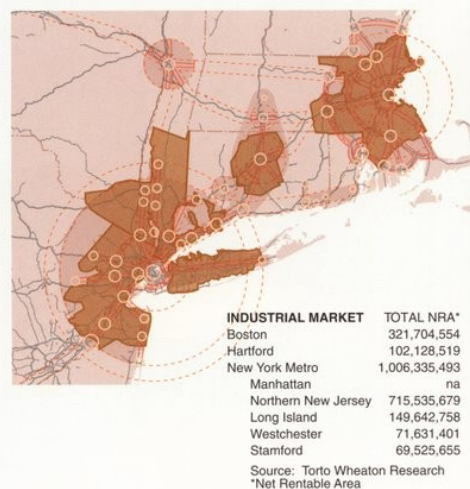 INDUSTRIAL MARKET TOTAL NRA*
Boston 321,704,554
Hartford 102,128,519
New York Metro 1,006,335,493
Manhattan na
Northern New Jersey 715,535,679
Long Island 149,642,758
Westchester 71,631,401
Stamford 69,525,655
Source: Torto Wheaton Research
*Net Rentable Area